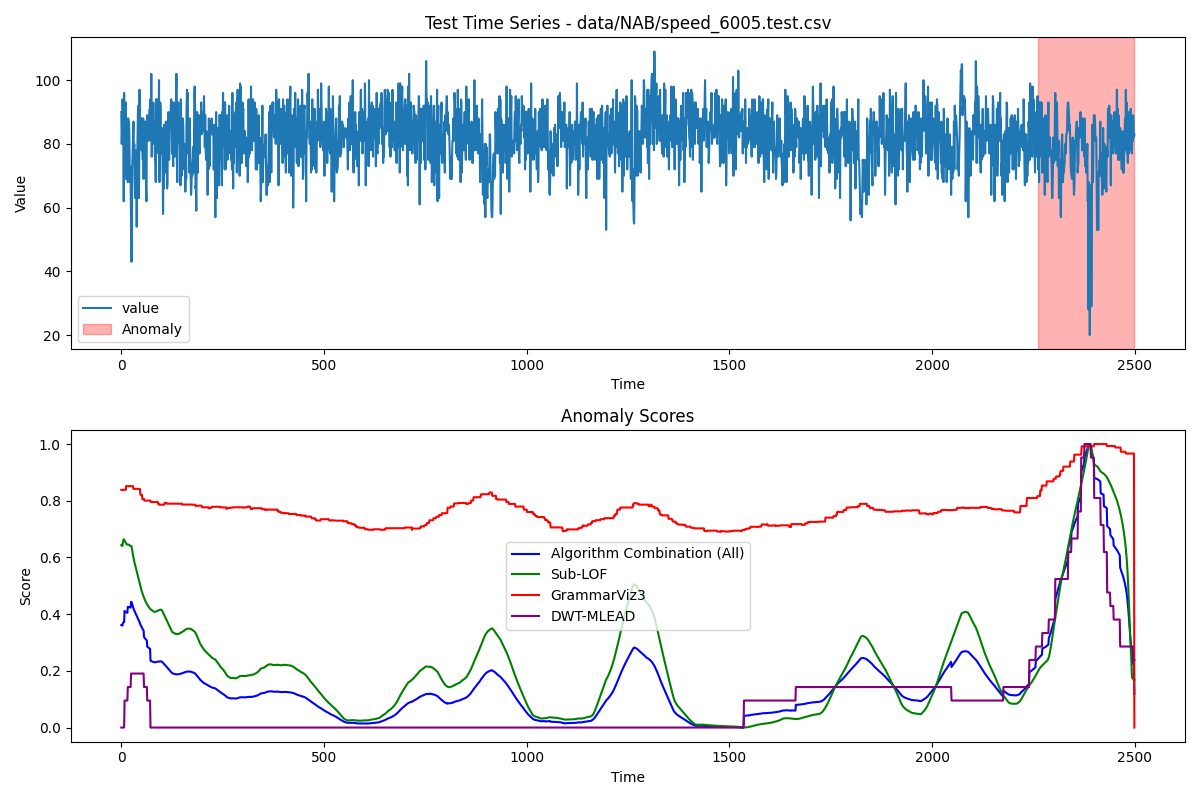 Test Time Series - data/NAB/speed_6005.test.csv
Value
100
80
60
40
20
value
Anomaly
0 500 1000 1500 2000 2500
Time
Anomaly Scores
Score
1.0
0.8
0.6
0.4
0.2
0.0
Algorithm Combination (All)
Sub-LOF
GrammarViz3
DWT-MLEAD
0 500 1000 1500 2000 2500
Time